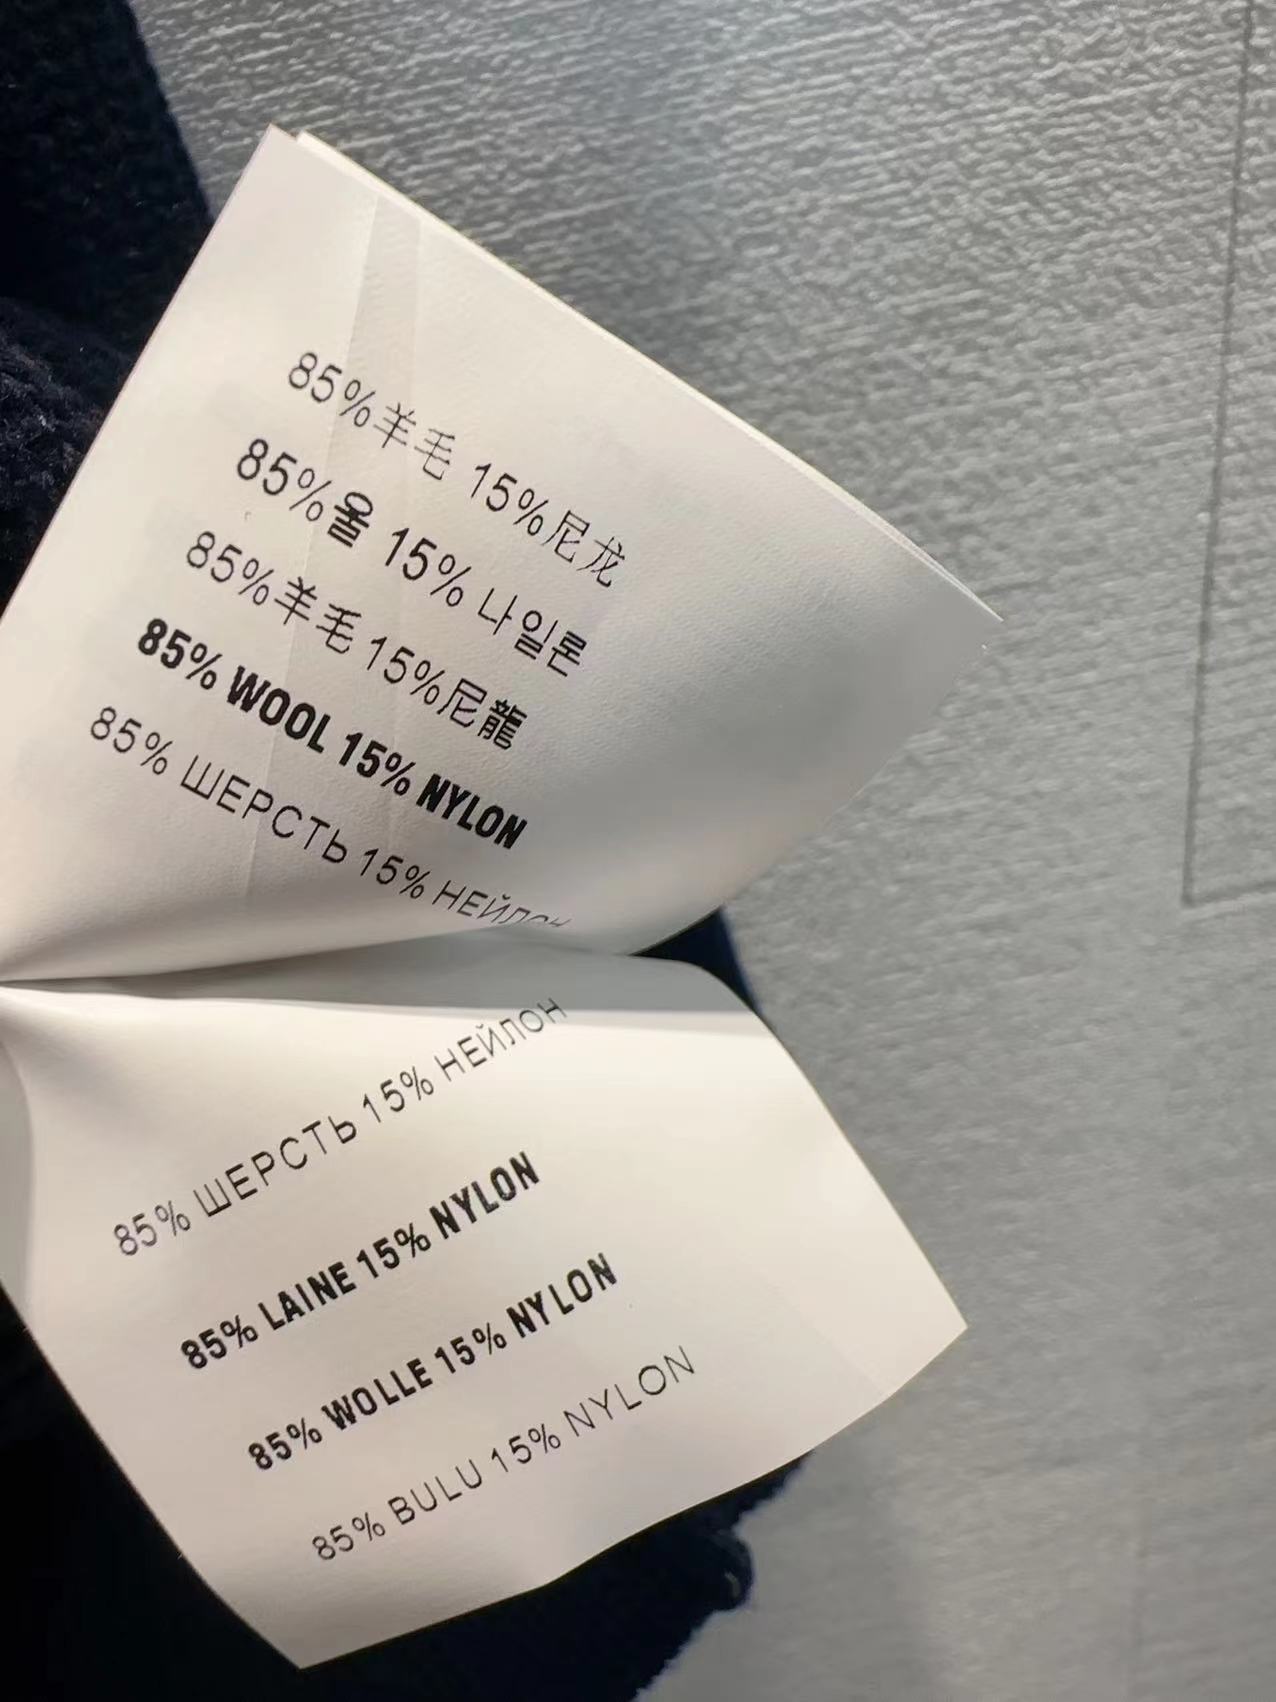 85%羊毛 15%尼龙
85%울 15% 나일론
85%羊毛 15%尼龍
85% WOOL 15% NYLON
85% ШЕРСТЬ 15% НЕЙЛОН
85% ШЕРСТЬ 15% НЕЙЛОН
85% LAINE 15% NYLON
85% WOLLE 15% NYLON
85% BULU 15% NYLON